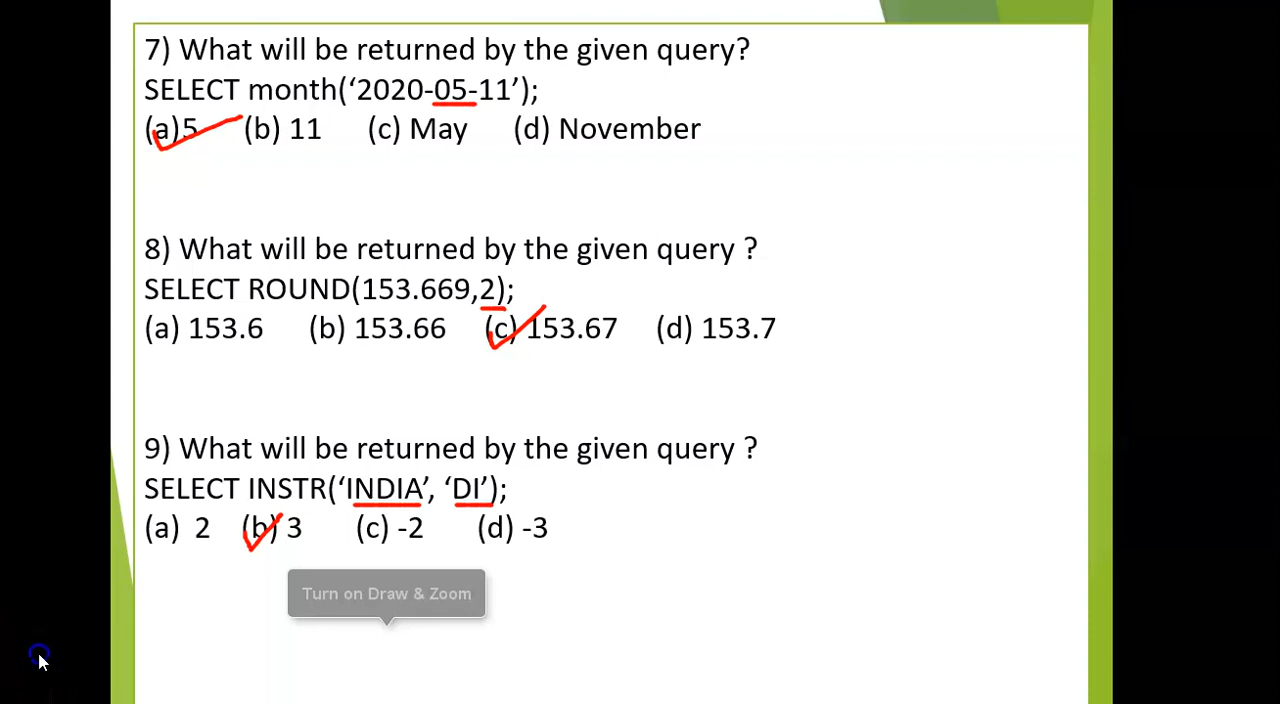 7) What will be returned by the given query?
SELECT month(‘2020-05-11’);
(a)5 (b) 11 (c) May (d) November
8) What will be returned by the given query ?
SELECT ROUND(153.669,2);
(a) 153.6 (b) 153.66 (c) 153.67 (d) 153.7
9) What will be returned by the given query ?
SELECT INSTR(‘INDIA’, ‘DI’);
(a) 2 (b) 3 (c) -2 (d) -3
Turn on Draw & Zoom